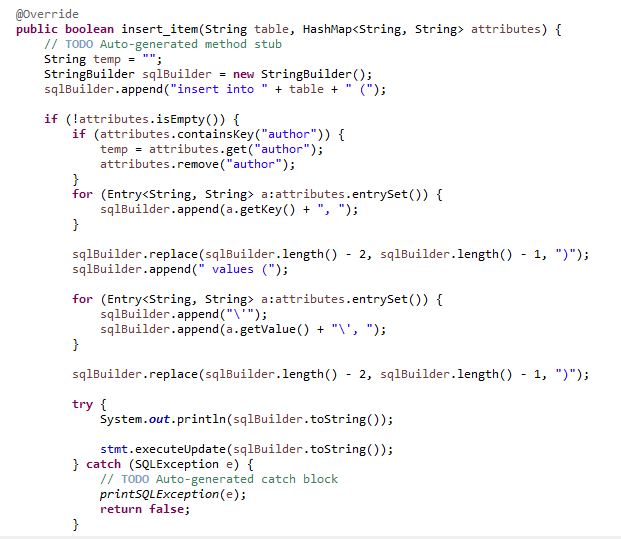 @Override
public boolean insert_item(String table, HashMap<String, String> attributes) {
    // TODO Auto-generated method stub
    String temp = "";
    StringBuilder sqlBuilder = new StringBuilder();
    sqlBuilder.append("insert into " + table + " (");
    if (!attributes.isEmpty()) {
        if (attributes.containsKey("author")) {
            temp = attributes.get("author");
            attributes.remove("author");
        }
        for (Entry<String, String> a:attributes.entrySet()) {
            sqlBuilder.append(a.getKey() + ", ");
        }
        sqlBuilder.replace(sqlBuilder.length() - 2, sqlBuilder.length() - 1, ")");
        sqlBuilder.append(" values (");
        for (Entry<String, String> a:attributes.entrySet()) {
            sqlBuilder.append("\'");
            sqlBuilder.append(a.getValue() + "\', ");
        }
        sqlBuilder.replace(sqlBuilder.length() - 2, sqlBuilder.length() - 1, ")");
        try {
            System.out.println(sqlBuilder.toString());
            stmt.executeUpdate(sqlBuilder.toString());
        } catch (SQLException e) {
            // TODO Auto-generated catch block
            printSQLException(e);
            return false;
        }